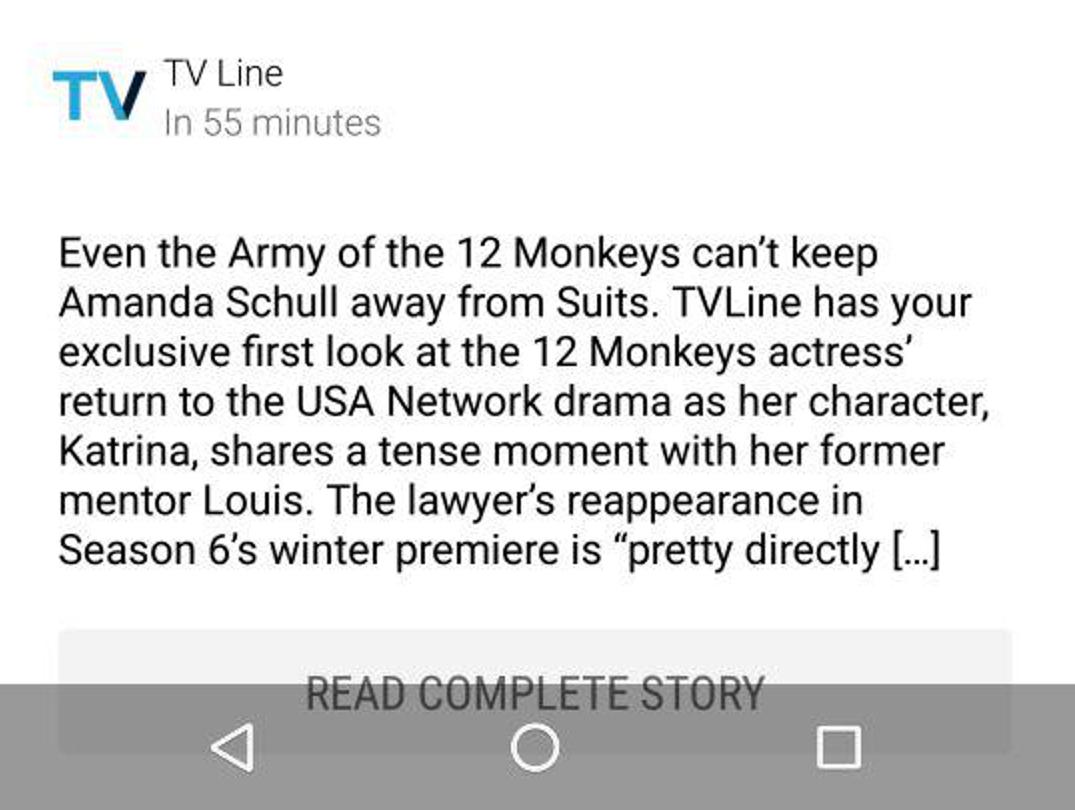 TV
TV Line
In 55 minutes
Even the Army of the 12 Monkeys can’t keep
Amanda Schull away from Suits. TVLine has your
exclusive first look at the 12 Monkeys actress’
return to the USA Network drama as her character,
Katrina, shares a tense moment with her former
mentor Louis. The lawyer’s reappearance in
Season 6’s winter premiere is “pretty directly [...]
READ COMPLETE STORY